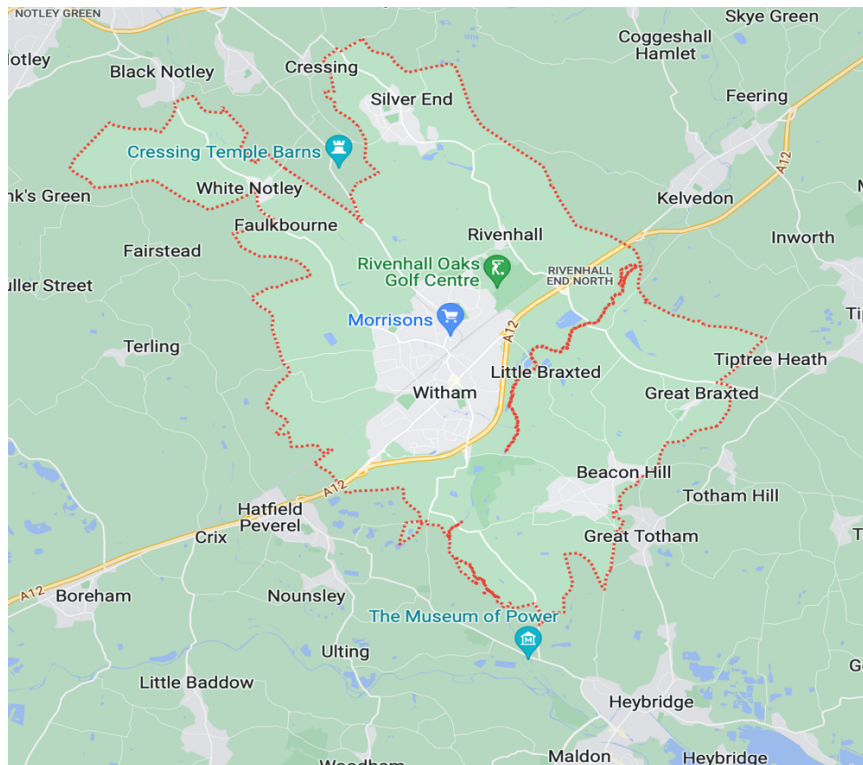 NOTLEY GREEN
Skye Green
Coggeshall
Hamlet
Cressing
Black Notley
Silver End
Feering
Cressing Temple Barns
A12
White Notley
Kelvedon
Faulkbourne
Rivenhall
Inworth
Fairstead
Rivenhall Oaks
Golf Centre
RIVENHALL
END NORTH
Morrisons
A12
Terling
Little Braxted
Tiptree Heath
Witham
Great Braxted
Beacon Hill
A12
Totham Hill
Hatfield
Peverel
Crix
Great Totham
A12
Boreham
Nounsley
The Museum of Power
Ulting
Little Baddow
Heybridge
Maldon
Heybridge